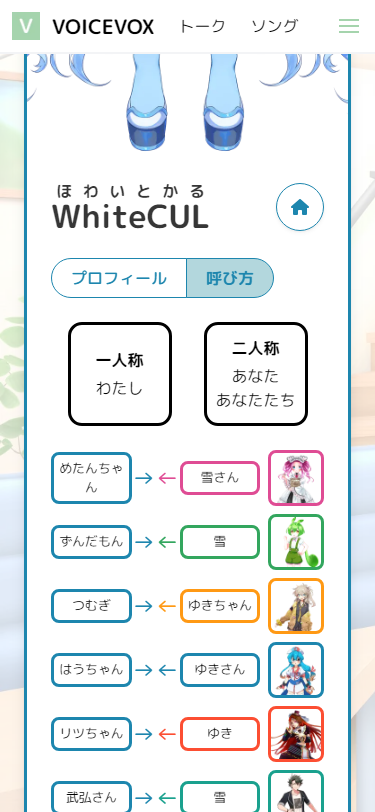 V VOICEVOX トーク ソング
ほわいとかる
WhiteCUL
プロフィール 呼び方
一人称
わたし
二人称
あなた
あなたたち
めたんちゃ
ん
雪さん
ずんだもん 雪
つむぎ ゆきちゃん
はうちゃん ゆきさん
リツちゃん ゆき
武弘さん 雪